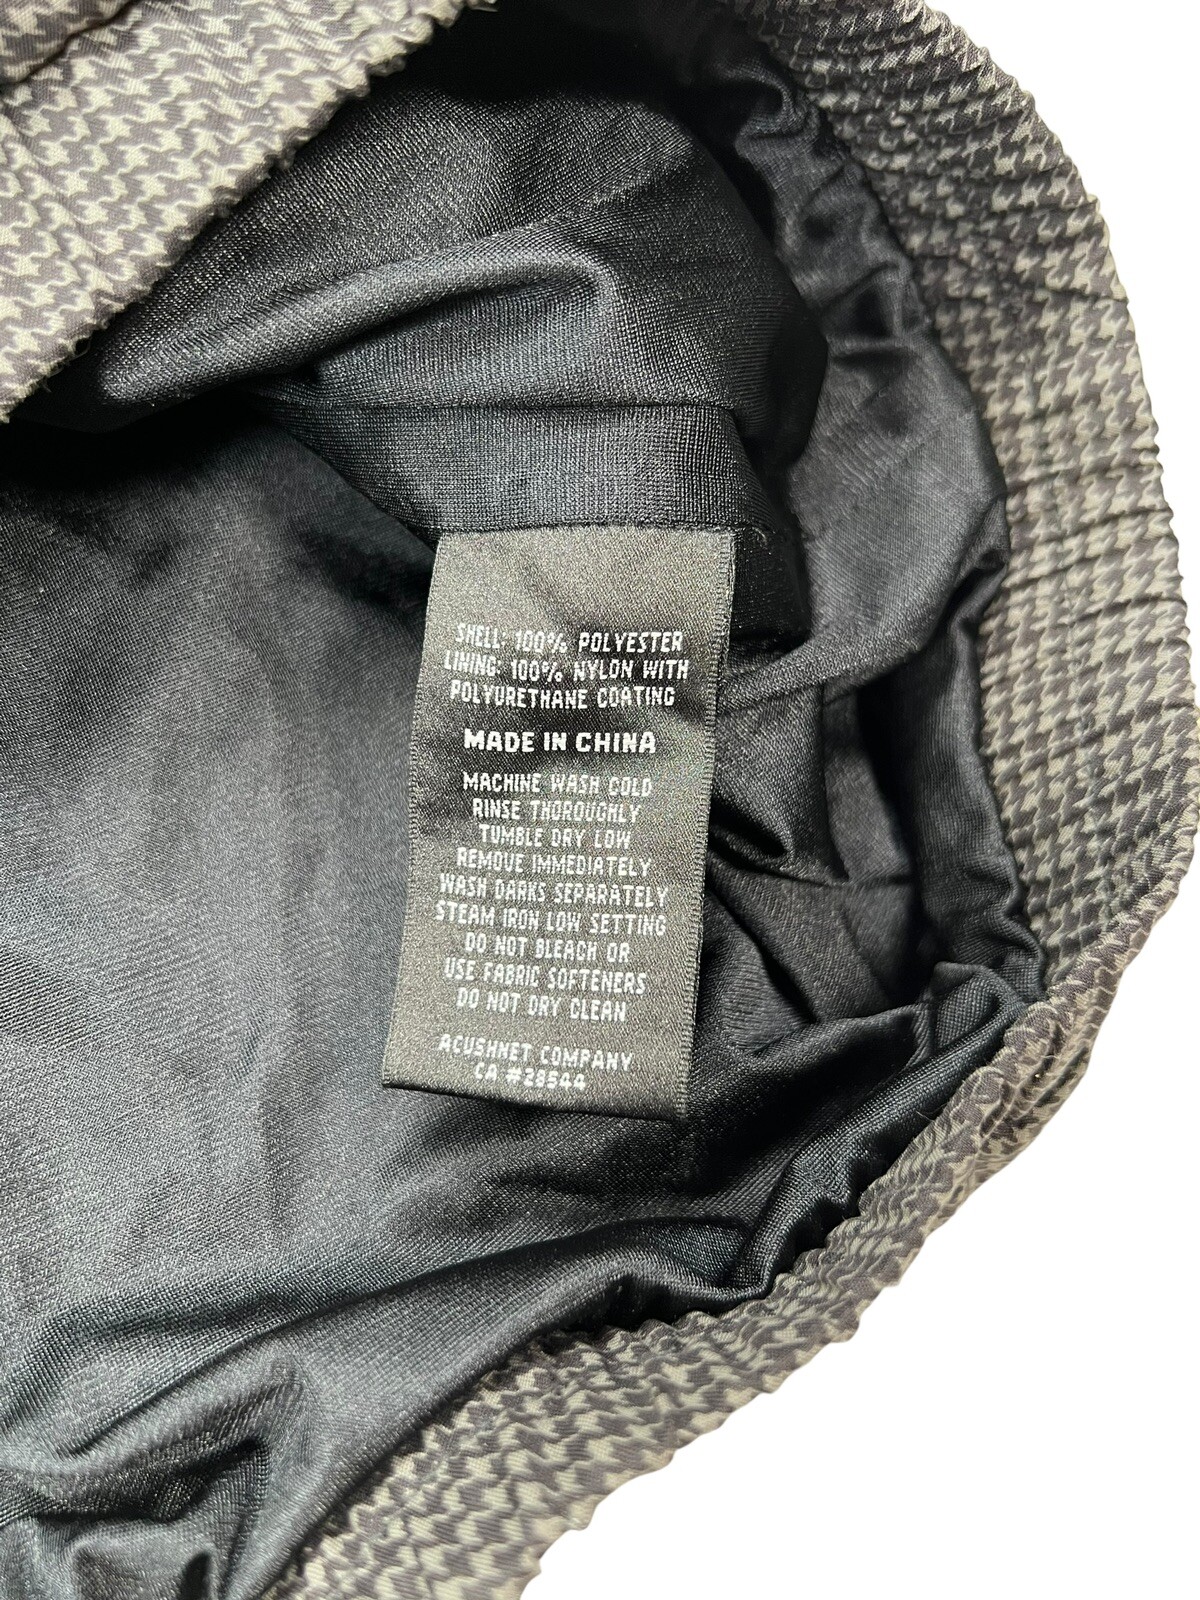 SHELL: 100% POLYESTER
LINING: 100% NYLON WITH
POLYURETHANE COATING
MADE IN CHINA
MACHINE WASH COLD
RINSE THOROUGHLY
TUMBLE DRY LOW
REMOVE IMMEDIATELY
WASH DARKS SEPARATELY
STEAM IRON LOW SETTING
DO NOT BLEACH OR
USE FABRIC SOFTENERS
DO NOT DRY CLEAN
ACUSHNET COMPANY
CA #28544